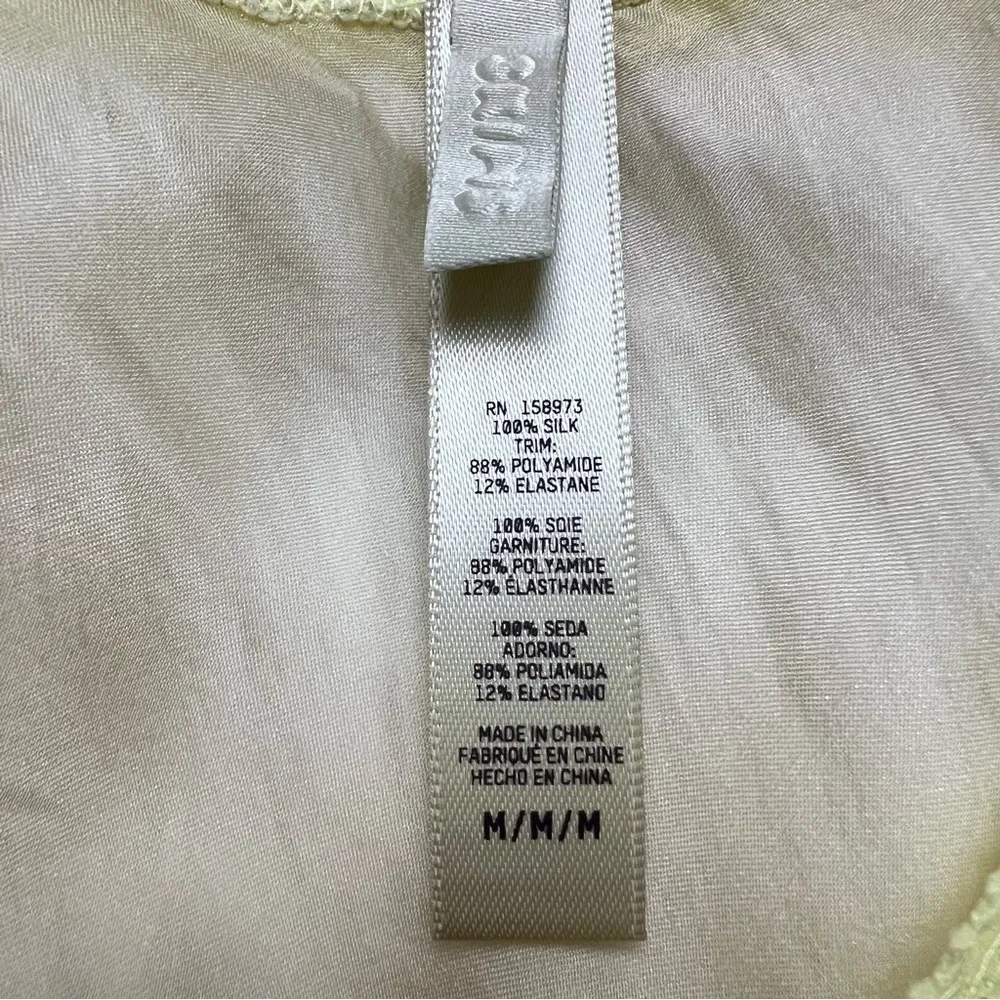 SKIMS
RN 158973
100% SILK
TRIM:
88% POLYAMIDE
12% ELASTANE
100% SOIE
GARNITURE:
88% POLYAMIDE
12% ÉLASTHANNE
100% SEDA
ADORNO:
88% POLIAMIDA
12% ELASTANO
MADE IN CHINA
FABRIQUÉ EN CHINE
HECHO EN CHINA
M/M/M